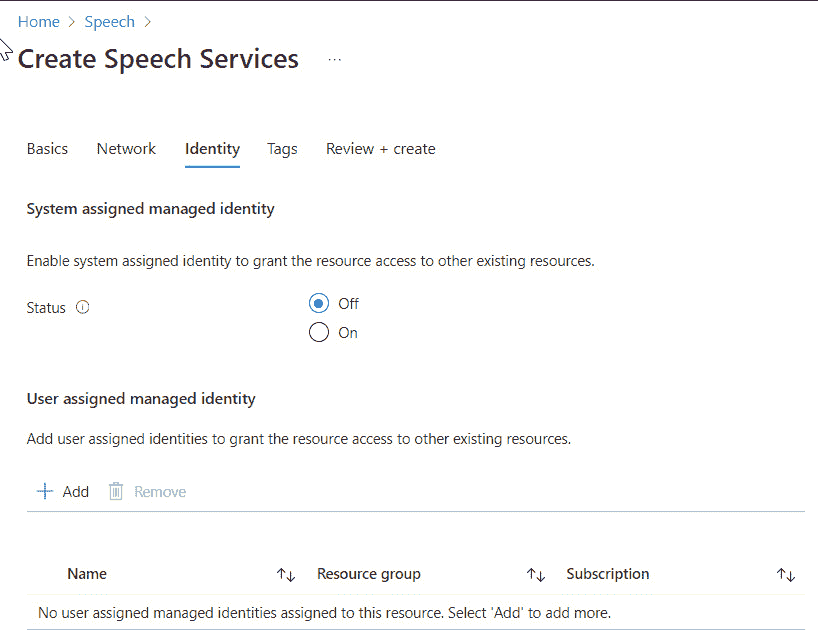 Home > Speech >
Create Speech Services ...
Basics Network Identity Tags Review + create
System assigned managed identity
Enable system assigned identity to grant the resource access to other existing resources.
Status Off
On
User assigned managed identity
Add user assigned identities to grant the resource access to other existing resources.
Add Remove
Name Resource group Subscription
No user assigned managed identities assigned to this resource. Select 'Add' to add more.